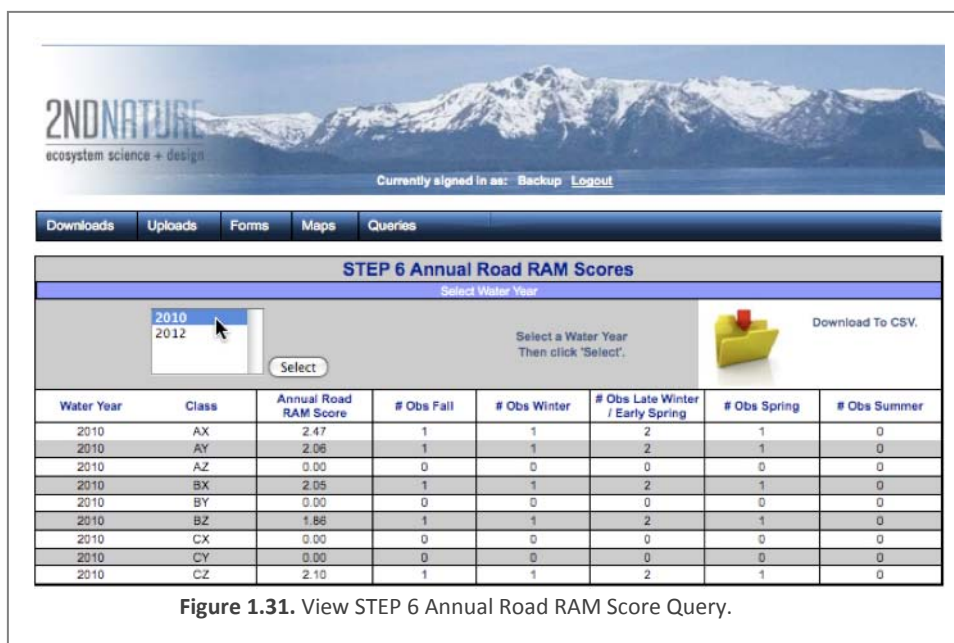 2NDNATURE
ecosystem science + design
Currently signed in as: Backup Logout
Downloads Uploads Forms Maps Queries
STEP 6 Annual Road RAM Scores
Select Water Year
2010
2012
Select
Select a Water Year
Then click 'Select'.
Download To CSV.
Water Year Class Annual Road RAM Score # Obs Fall # Obs Winter # Obs Late Winter / Early Spring # Obs Spring # Obs Summer
2010 AX 2.47 1 1 2 1 0
2010 AY 2.06 1 1 2 1 0
2010 AZ 0.00 0 0 0 0 0
2010 BX 2.05 1 1 2 1 0
2010 BY 0.00 0 0 0 0 0
2010 BZ 1.86 1 1 2 1 0
2010 CX 0.00 0 0 0 0 0
2010 CY 0.00 0 0 0 0 0
2010 CZ 2.10 1 1 2 1 0
Figure 1.31. View STEP 6 Annual Road RAM Score Query.